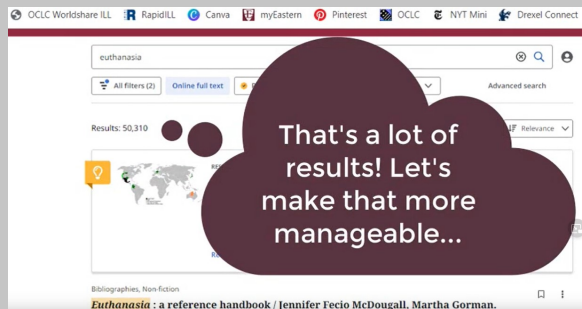 OCLC Worldshare ILL RapidILL Canva myEastern Pinterest OCLC NYT Mini Drexel Connect
euthanasia
All filters (2) Online full text Advanced search
Results: 50,310 Relevance
That's a lot of
results! Let's
make that more
manageable...
Bibliographies, Non-fiction
Euthanasia : a reference handbook / Jennifer Fecio McDougall, Martha Gorman.